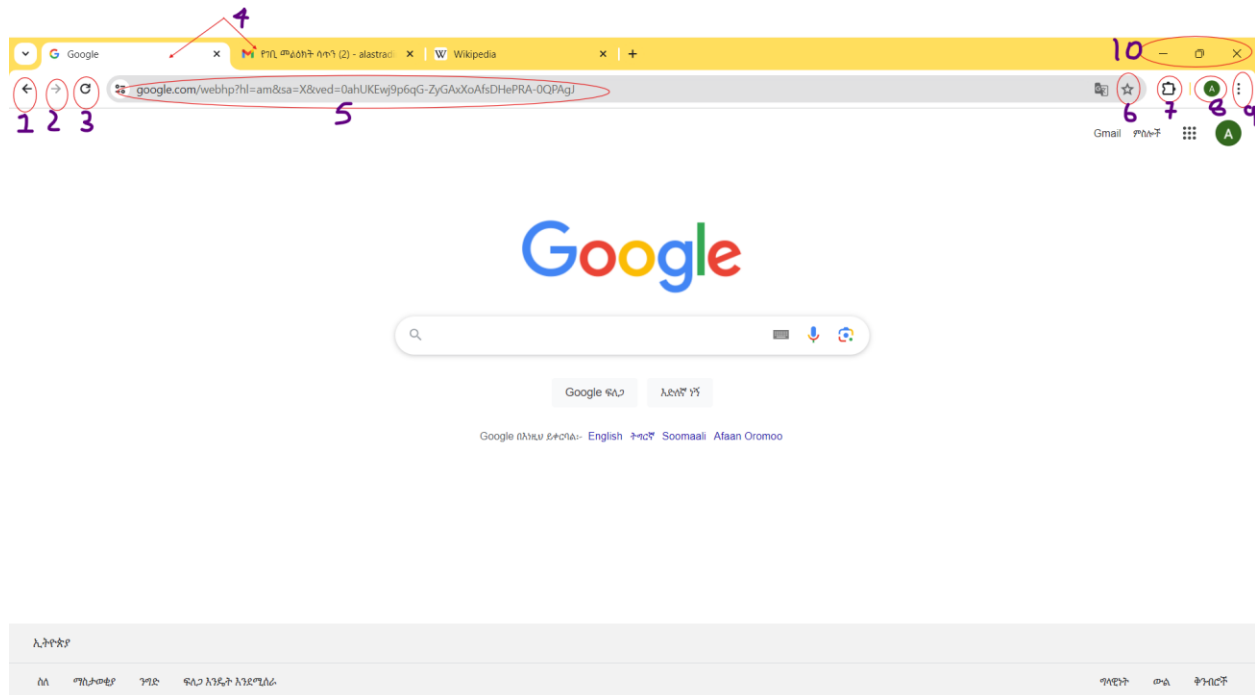 4
Google
የገቢ መልዕክት ሳጥን (2) - alastrad
Wikipedia
10
google.com/webhp?hl=am&sa=X&ved=0ahUKEwj9p6qG-ZyGAxXoAfsDHePRA-0QPAgJ
A
1 2 3 5 6 7 8 9
Gmail ምስሎች A
Google
Google ፍለጋ እድለኛ ነኝ
Google በእነዚህ ይቀርባል፦ English ትግርኛ Soomaali Afaan Oromoo
ኢትዮጵያ
ስለ ማስታወቂያ ንግድ ፍለጋ እንዴት እንደሚሰራ ግላዊነት ውል ቅንብሮች